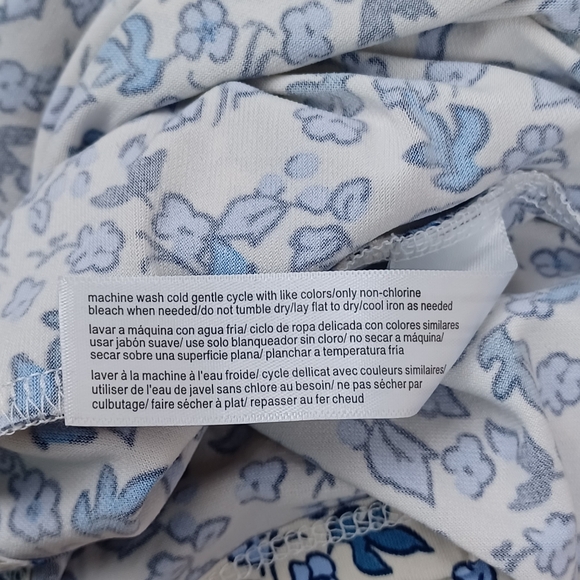 machine wash cold gentle cycle with like colors/only non-chlorine
bleach when needed/do not tumble dry/lay flat to dry/cool iron as needed
lavar a máquina con agua fria/ ciclo de ropa delicada con colores similares
usar jabón suave/ use solo blanqueador sin cloro/ no secar a máquina/
secar sobre una superficie plana/ planchar a temperatura fria
laver à la machine à l'eau froide/ cycle dellicat avec couleurs similaires/
utiliser de l'eau de javel sans chlore au besoin/ ne pas sécher par
culbutage/ faire sécher à plat/ repasser au fer cheud